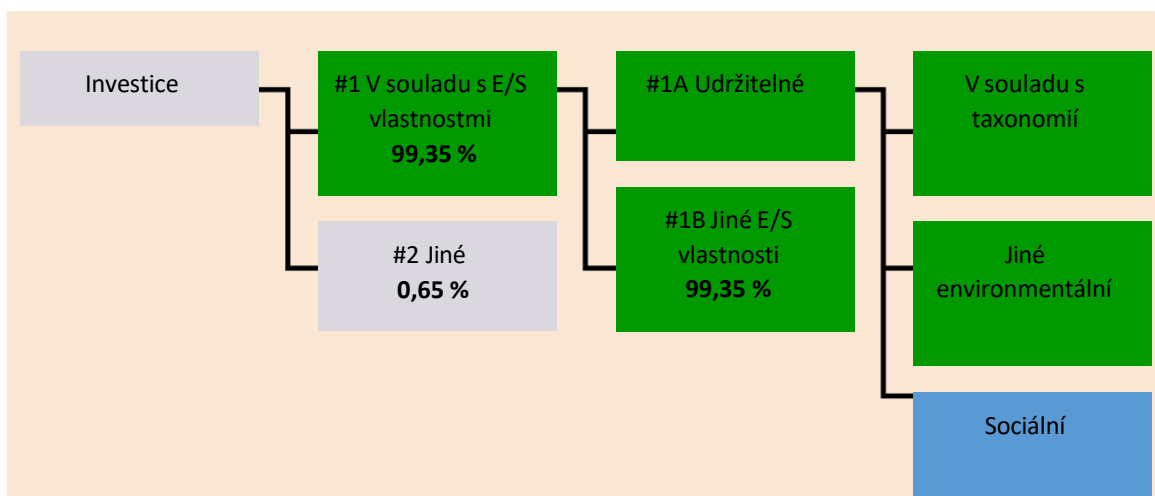 Investice
#1 V souladu s E/S
vlastnostmi
99,35 %
#2 Jiné
0,65 %
#1A Udržitelné
#1B Jiné E/S
vlastnosti
99,35 %
V souladu s
taxonomií
Jiné
environmentální
Sociální